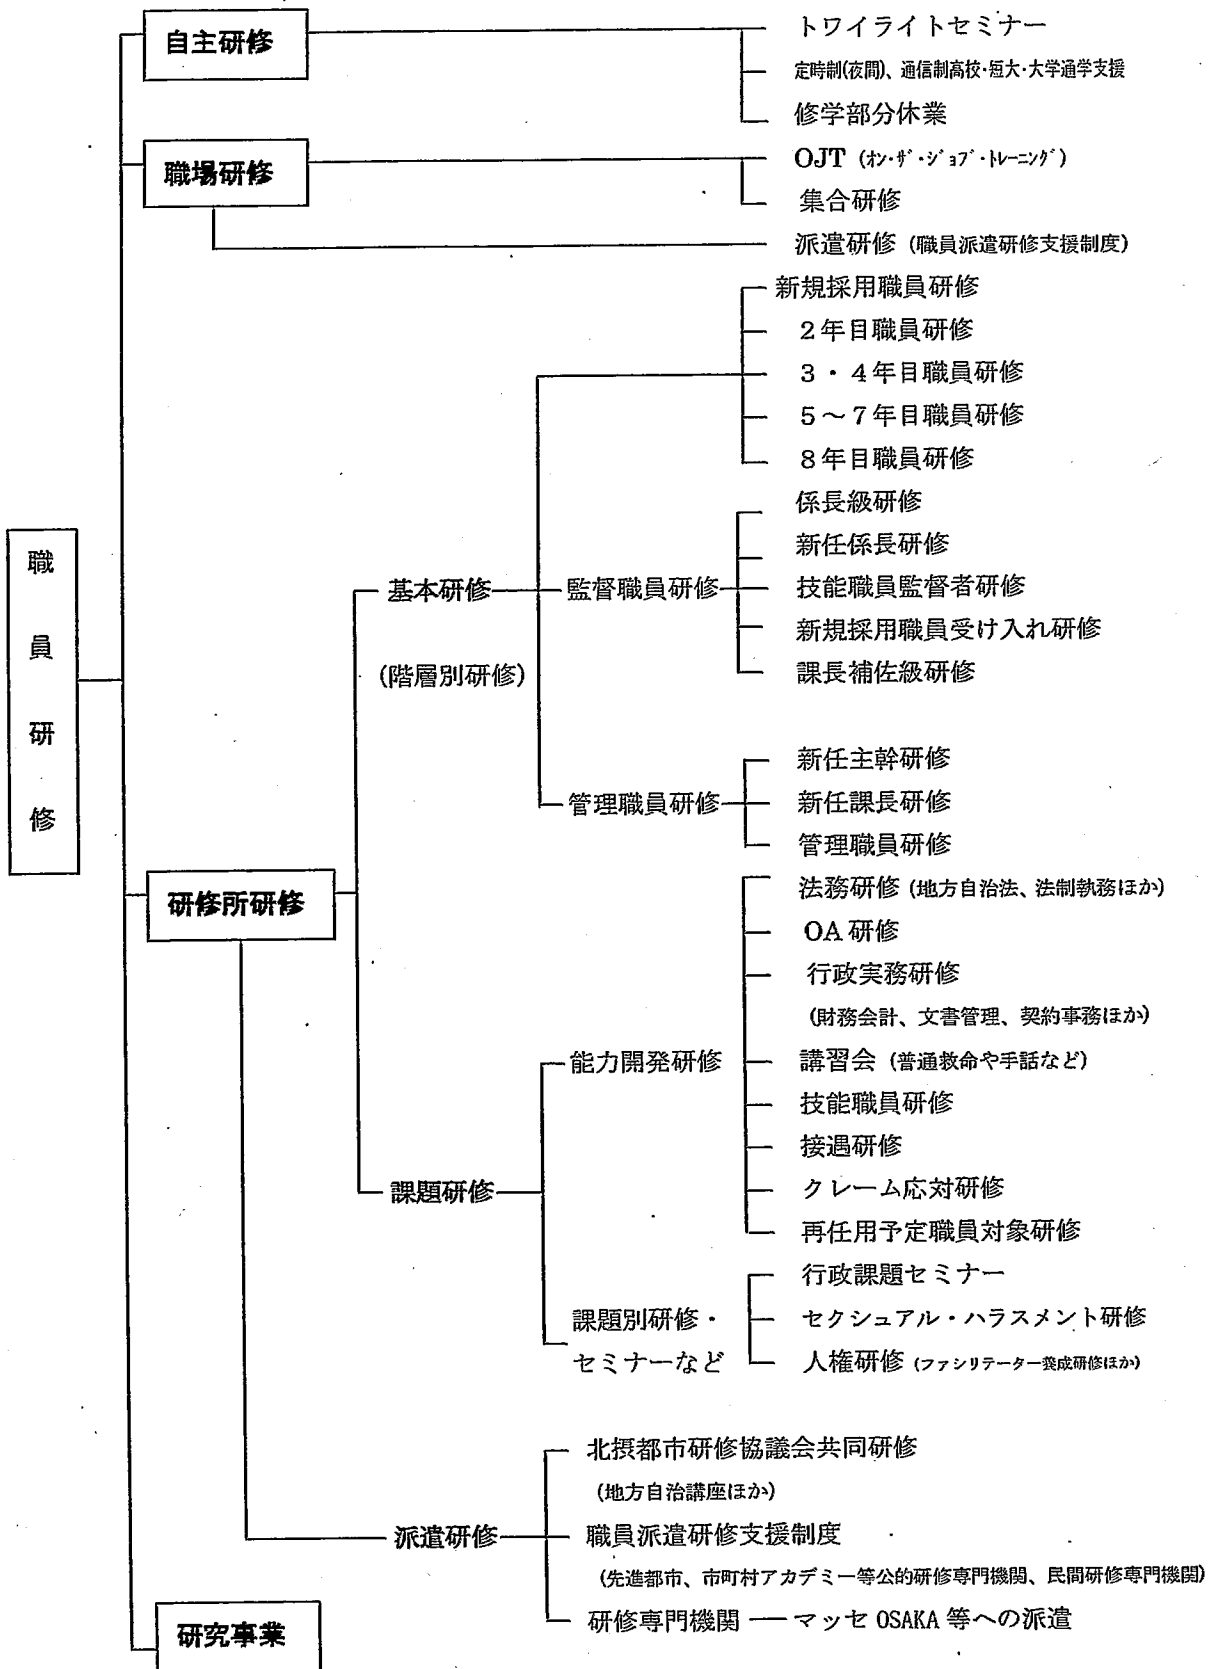 自主研修
トワイライトセミナー
定時制(夜間)、通信制高校・短大・大学通学支援
修学部分休業
職場研修
OJT (ｵﾝ・ｻﾞ・ｼﾞｮﾌﾞ・ﾄﾚｰﾆﾝｸﾞ)
集合研修
派遣研修 (職員派遣研修支援制度)
新規採用職員研修
２年目職員研修
３・４年目職員研修
５～７年目職員研修
８年目職員研修
係長級研修
新任係長研修
技能職員監督者研修
新規採用職員受け入れ研修
課長補佐級研修
監督職員研修
基本研修
(階層別研修)
職員研修
新任主幹研修
新任課長研修
管理職員研修
管理職員研修
研修所研修
法務研修 (地方自治法、法制執務ほか)
OA 研修
行政実務研修
(財務会計、文書管理、契約事務ほか)
能力開発研修
講習会 (普通救命や手話など)
技能職員研修
接遇研修
課題研修
クレーム応対研修
再任用予定職員対象研修
行政課題セミナー
課題別研修・
セミナーなど
セクシュアル・ハラスメント研修
人権研修 (ファシリテーター養成研修ほか)
北摂都市研修協議会共同研修
(地方自治講座ほか)
派遣研修
職員派遣研修支援制度
(先進都市、市町村アカデミー等公的研修専門機関、民間研修専門機関)
研修専門機関 ── マッセ OSAKA 等への派遣
研究事業